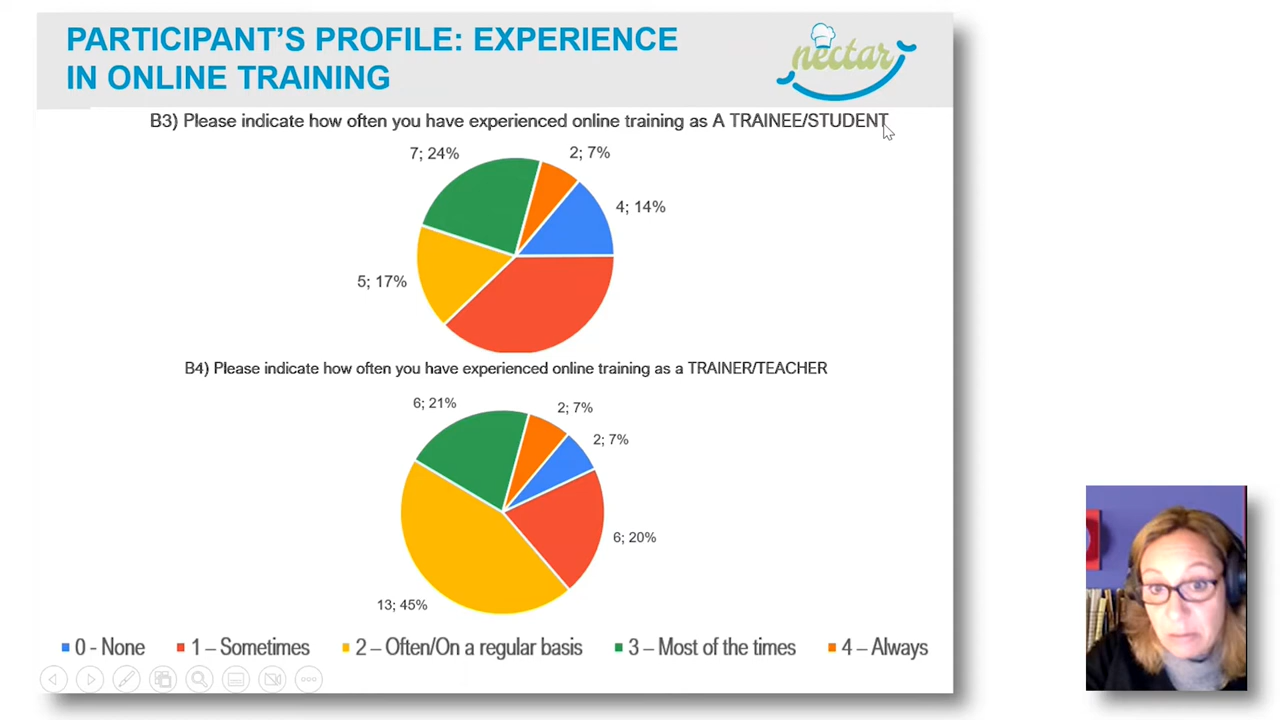 PARTICIPANT’S PROFILE: EXPERIENCE
IN ONLINE TRAINING
nectar
B3) Please indicate how often you have experienced online training as A TRAINEE/STUDENT
7; 24%
2; 7%
4; 14%
5; 17%
B4) Please indicate how often you have experienced online training as a TRAINER/TEACHER
6; 21%
2; 7%
2; 7%
6; 20%
13; 45%
0 - None
1 – Sometimes
2 – Often/On a regular basis
3 – Most of the times
4 – Always